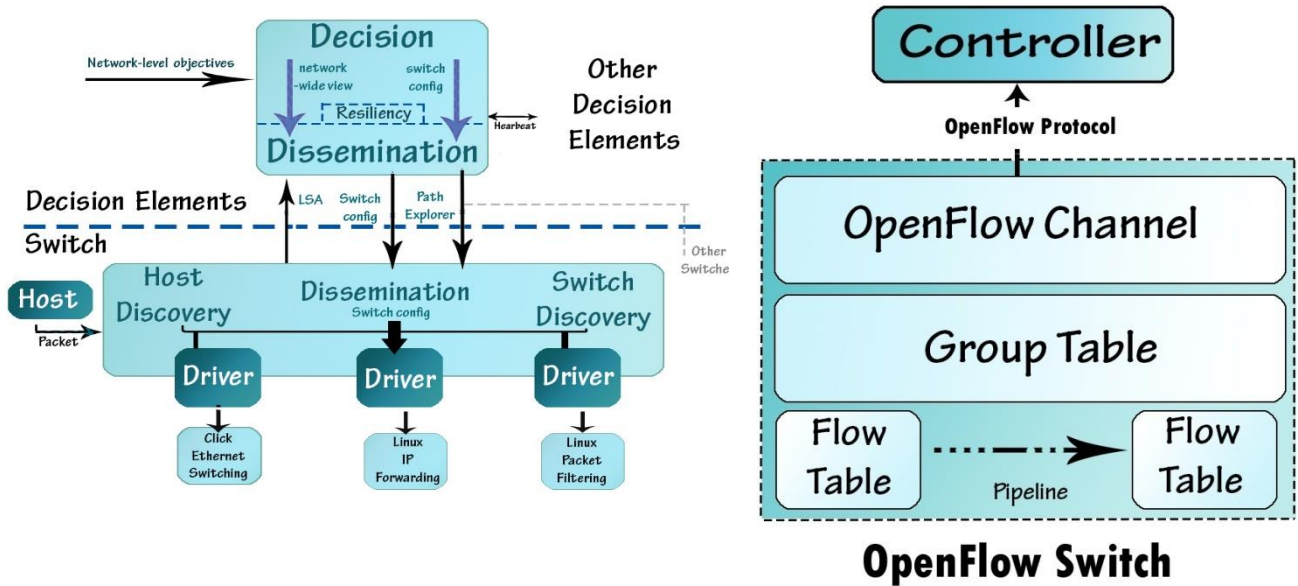 Decision
Network-level objectives
network
-wide view
switch
config
Resiliency
Hearbeat
Other
Decision
Elements
Dissemination
Decision Elements
LSA
Switch
config
Path
Explorer
Switch
Other
Switche
Host
Packet
Host
Discovery
Dissemination
Switch config
Switch
Discovery
Driver
Driver
Driver
Click
Ethernet
Switching
Linux
IP
Forwarding
Linux
Packet
Filtering
Controller
OpenFlow Protocol
OpenFlow Channel
Group Table
Flow
Table
Pipeline
Flow
Table
OpenFlow Switch